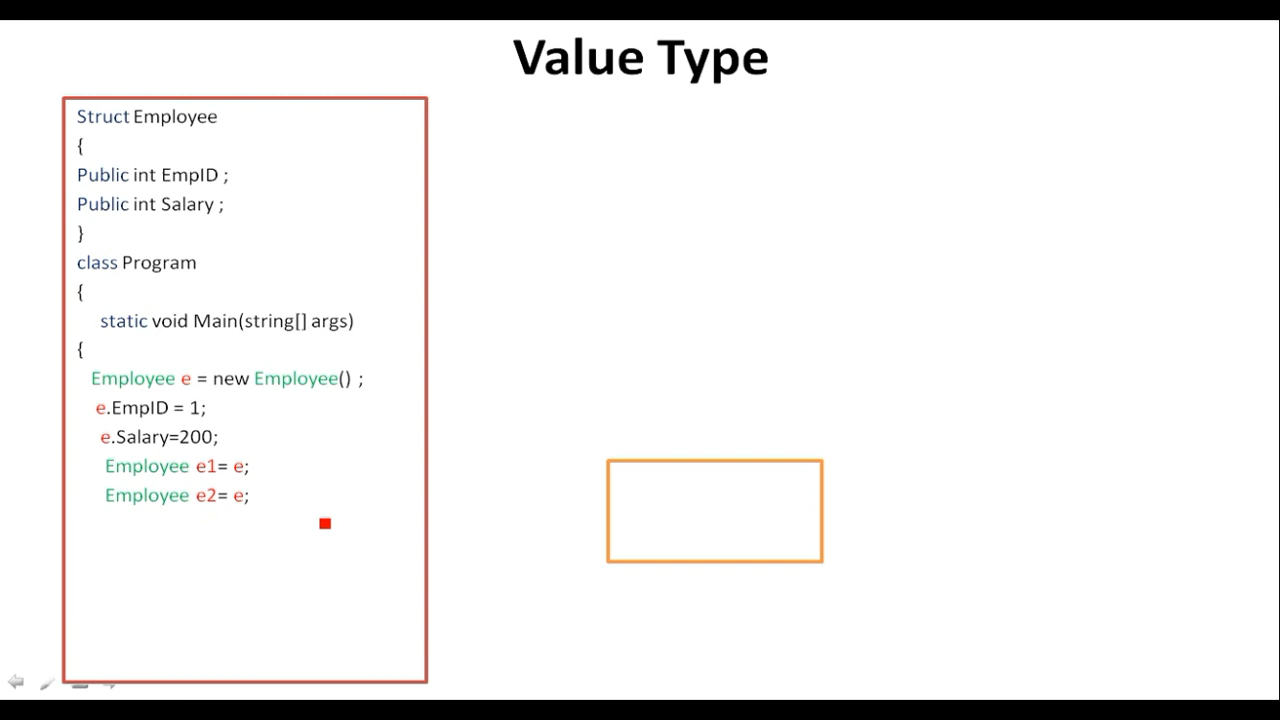 Value Type
Struct Employee
{
Public int EmpID ;
Public int Salary ;
}
class Program
{
static void Main(string[] args)
{
Employee e = new Employee() ;
e.EmpID = 1;
e.Salary=200;
Employee e1= e;
Employee e2= e;